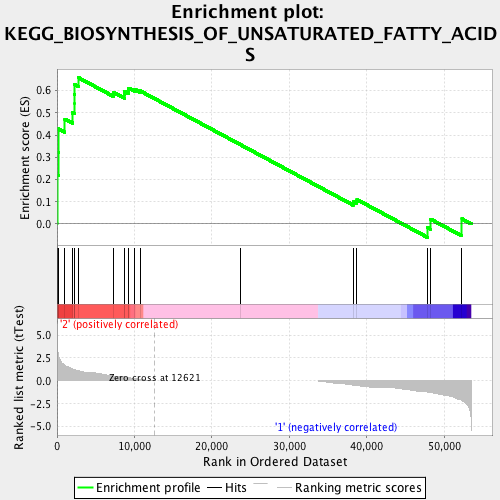 Enrichment plot:
KEGG_BIOSYNTHESIS_OF_UNSATURATED_FATTY_ACID
S
Enrichment score (ES)
0.6
0.5
0.4
0.3
0.2
0.1
0.0
'2' (positively correlated)
Ranked list metric (tTest)
5.0
2.5
0.0
-2.5
-5.0
Zero cross at 12621
'1' (negatively correlated)
0
10,000
20,000
30,000
40,000
50,000
Rank in Ordered Dataset
Enrichment profile
Hits
Ranking metric scores